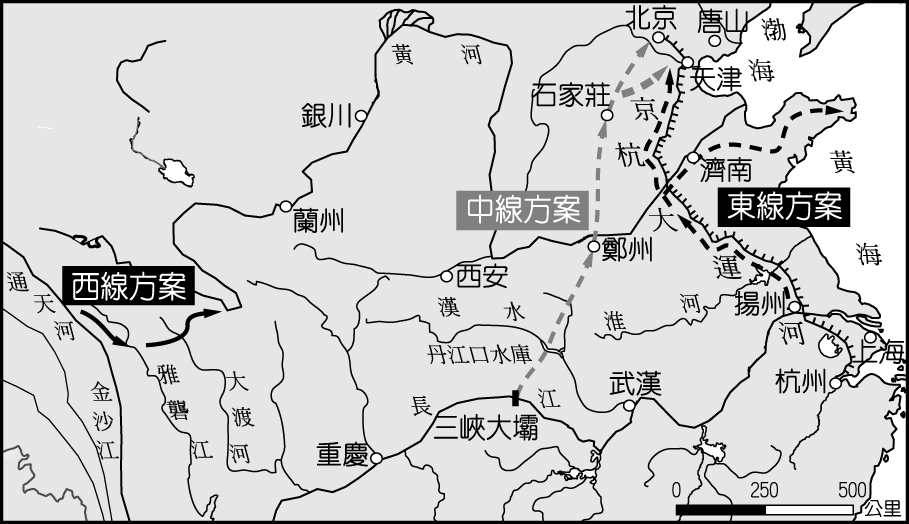 北京
唐山
渤海
黃河
天津
銀川
石家莊
京杭大運河
黃海
濟南
中線方案
東線方案
蘭州
鄭州
西安
通天河
西線方案
漢水
淮河
揚州
丹江口水庫
上海
雅礱江
大渡河
金沙江
長江
武漢
杭州
三峽大壩
重慶
0 250 500
公里